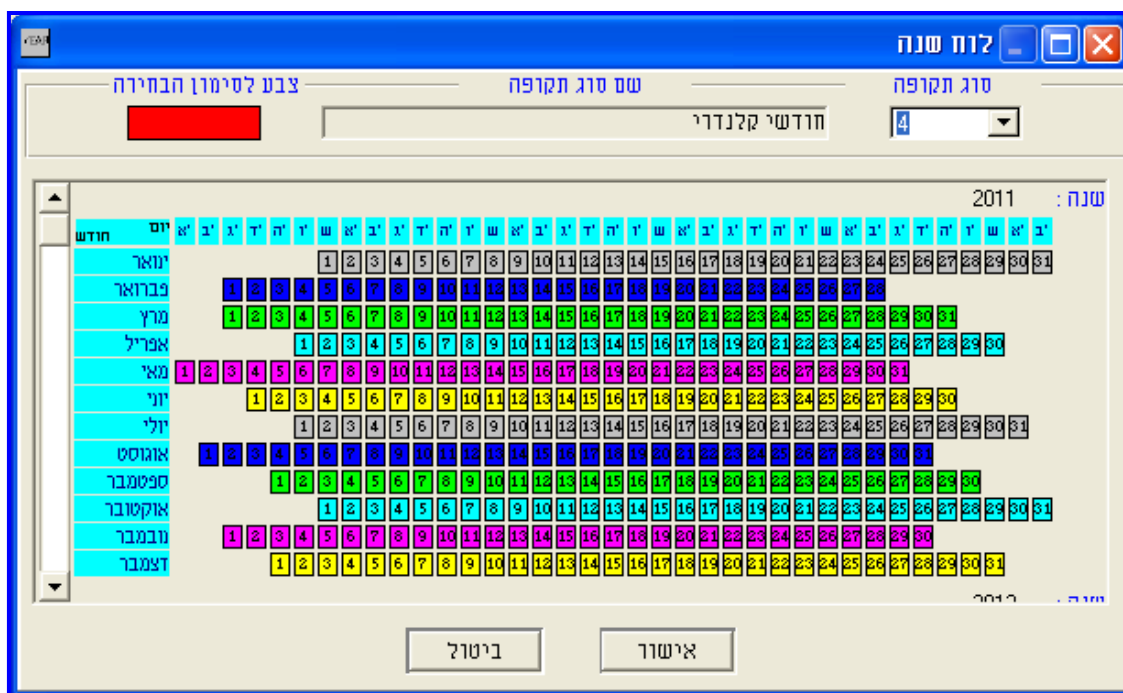 לוח שנה
סוג תקופה שם סוג תקופה צבע לסימון הבחירה
4 חודשי קלנדרי
שנה : 2011
יום חודש א' ב' ג' ד' ה' ו' ש א' ב' ג' ד' ה' ו' ש א' ב' ג' ד' ה' ו' ש א' ב' ג' ד' ה' ו' ש א' ב' ג' ד' ה' ו' ש א' ב'
ינואר 1 2 3 4 5 6 7 8 9 10 11 12 13 14 15 16 17 18 19 20 21 22 23 24 25 26 27 28 29 30 31
פברואר 1 2 3 4 5 6 7 8 9 10 11 12 13 14 15 16 17 18 19 20 21 22 23 24 25 26 27 28
מרץ 1 2 3 4 5 6 7 8 9 10 11 12 13 14 15 16 17 18 19 20 21 22 23 24 25 26 27 28 29 30 31
אפריל 1 2 3 4 5 6 7 8 9 10 11 12 13 14 15 16 17 18 19 20 21 22 23 24 25 26 27 28 29 30
מאי 1 2 3 4 5 6 7 8 9 10 11 12 13 14 15 16 17 18 19 20 21 22 23 24 25 26 27 28 29 30 31
יוני 1 2 3 4 5 6 7 8 9 10 11 12 13 14 15 16 17 18 19 20 21 22 23 24 25 26 27 28 29 30
יולי 1 2 3 4 5 6 7 8 9 10 11 12 13 14 15 16 17 18 19 20 21 22 23 24 25 26 27 28 29 30 31
אוגוסט 1 2 3 4 5 6 7 8 9 10 11 12 13 14 15 16 17 18 19 20 21 22 23 24 25 26 27 28 29 30 31
ספטמבר 1 2 3 4 5 6 7 8 9 10 11 12 13 14 15 16 17 18 19 20 21 22 23 24 25 26 27 28 29 30
אוקטובר 1 2 3 4 5 6 7 8 9 10 11 12 13 14 15 16 17 18 19 20 21 22 23 24 25 26 27 28 29 30 31
נובמבר 1 2 3 4 5 6 7 8 9 10 11 12 13 14 15 16 17 18 19 20 21 22 23 24 25 26 27 28 29 30
דצמבר 1 2 3 4 5 6 7 8 9 10 11 12 13 14 15 16 17 18 19 20 21 22 23 24 25 26 27 28 29 30 31
שנה : 2012
אישור ביטול